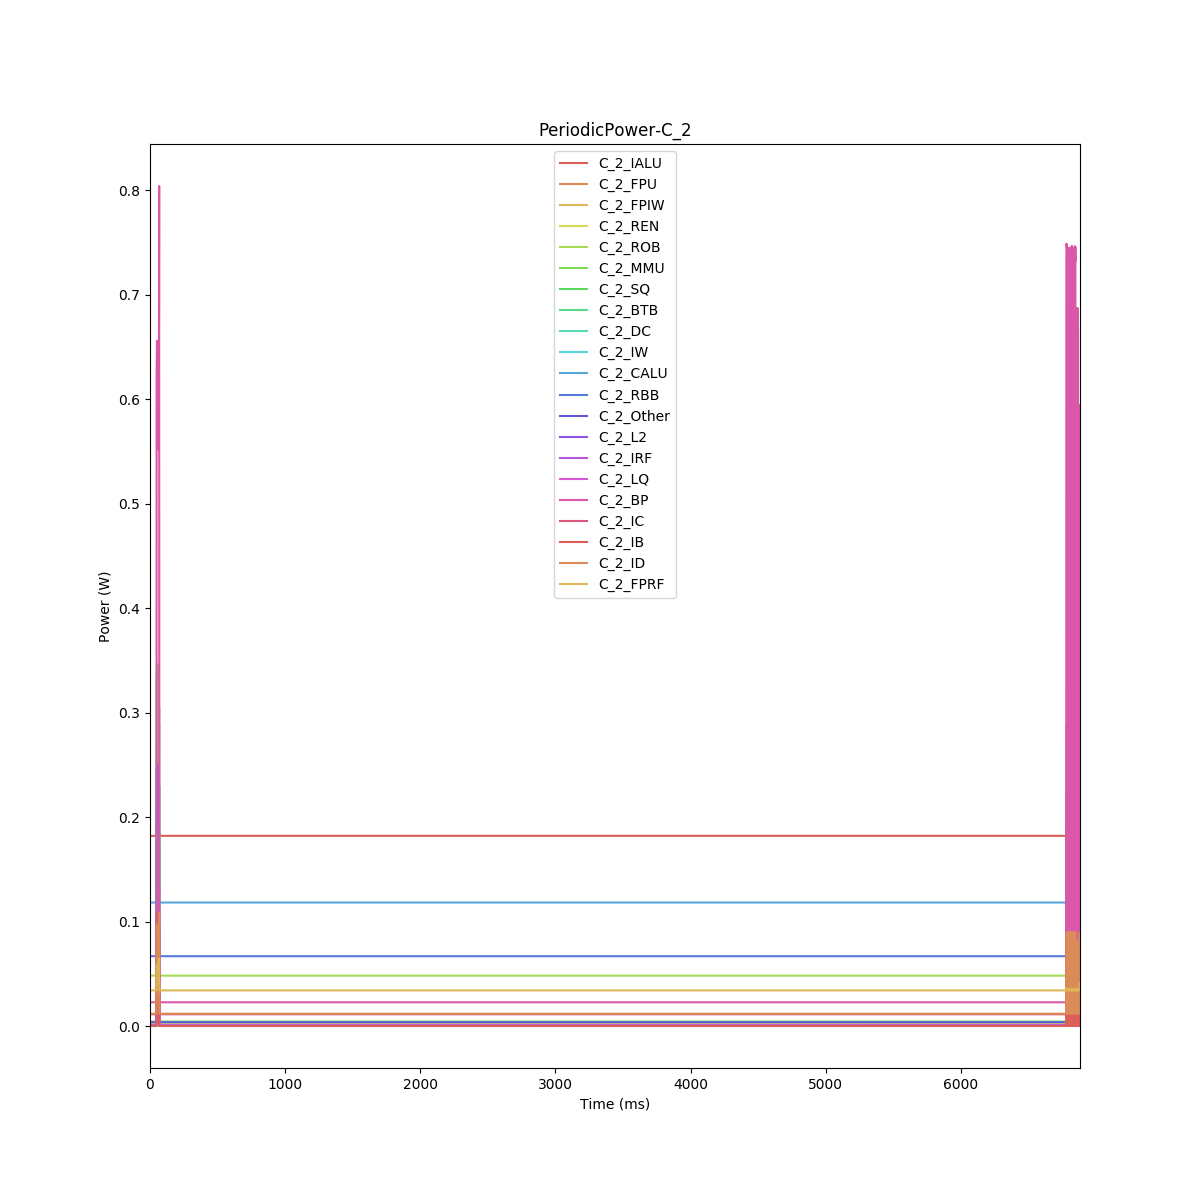 PeriodicPower-C_2
C_2_IALU
C_2_FPU
C_2_FPIW
C_2_REN
C_2_ROB
C_2_MMU
C_2_SQ
C_2_BTB
C_2_DC
C_2_IW
C_2_CALU
C_2_RBB
C_2_Other
C_2_L2
C_2_IRF
C_2_LQ
C_2_BP
C_2_IC
C_2_IB
C_2_ID
C_2_FPRF
0.8
0.7
0.6
0.5
0.4
0.3
0.2
0.1
0.0
Power (W)
0 1000 2000 3000 4000 5000 6000
Time (ms)